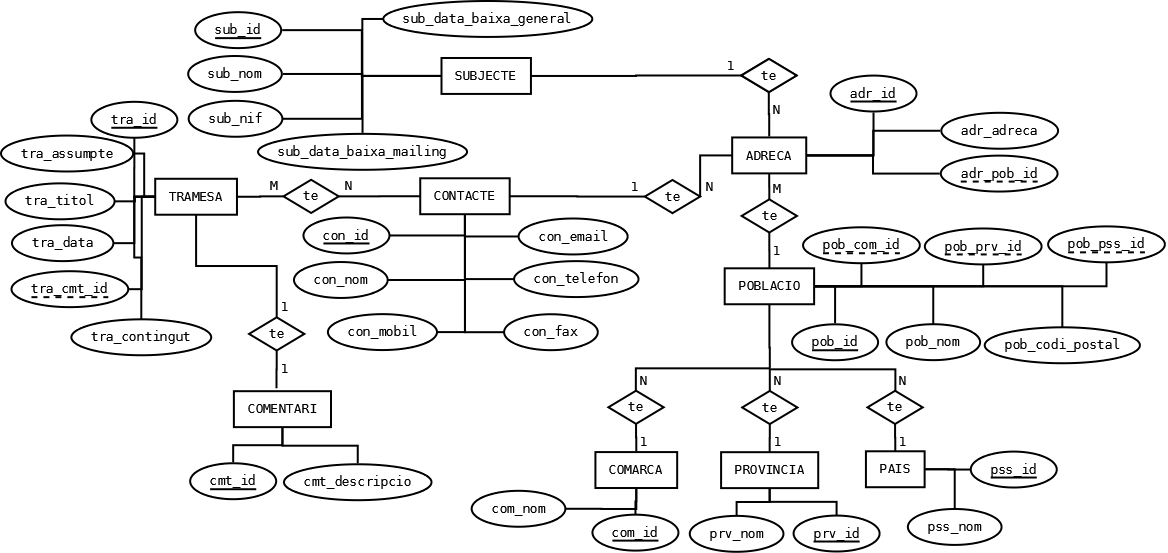 sub_data_baixa_general
sub_id
SUBJECTE
1
te
sub_nom
adr_id
tra_id
sub_nif
N
adr_adreca
tra_assumpte
sub_data_baixa_mailing
ADRECA
adr_pob_id
TRAMESA
M
te
N
CONTACTE
1
te
N
M
tra_titol
te
con_id
con_email
pob_com_id
pob_prv_id
pob_pss_id
tra_data
1
con_nom
con_telefon
POBLACIO
tra_cmt_id
1
te
con_mobil
con_fax
pob_id
pob_nom
pob_codi_postal
tra_contingut
1
N
N
N
te
te
te
COMENTARI
1
1
1
COMARCA
PROVINCIA
PAIS
pss_id
cmt_id
cmt_descripcio
com_nom
com_id
prv_nom
prv_id
pss_nom